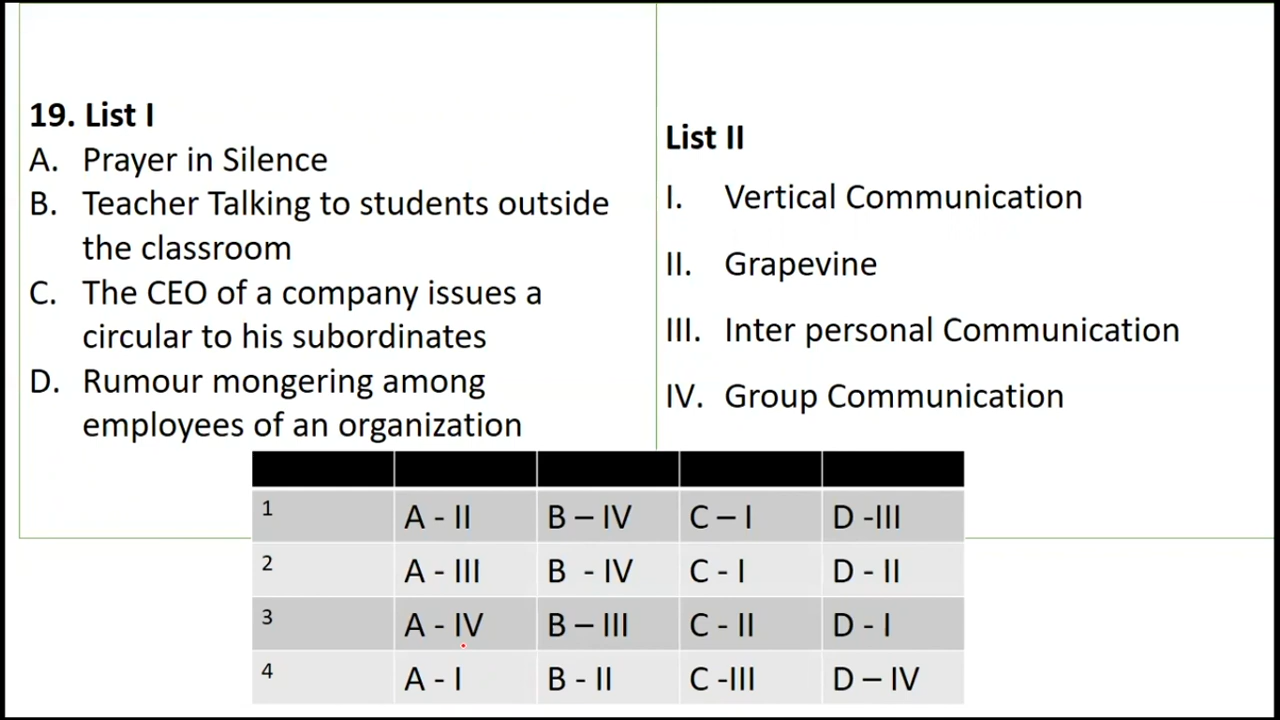 19. List I
A. Prayer in Silence
B. Teacher Talking to students outside
the classroom
C. The CEO of a company issues a
circular to his subordinates
D. Rumour mongering among
employees of an organization
List II
I. Vertical Communication
II. Grapevine
III. Inter personal Communication
IV. Group Communication
1 A - II B – IV C – I D -III
2 A - III B - IV C - I D - II
3 A - IV B – III C - II D - I
4 A - I B - II C -III D – IV